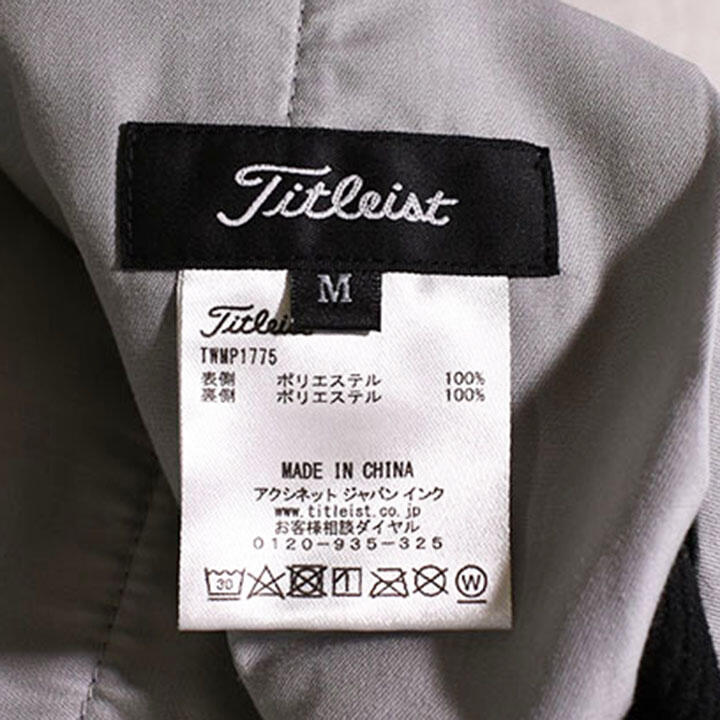 Titleist
M
Titleist
TWMP1775
表側 ポリエステル 100%
裏側 ポリエステル 100%
MADE IN CHINA
アクシネット ジャパン インク
www.titleist.co.jp
お客様相談ダイヤル
0120-935-325
30
W